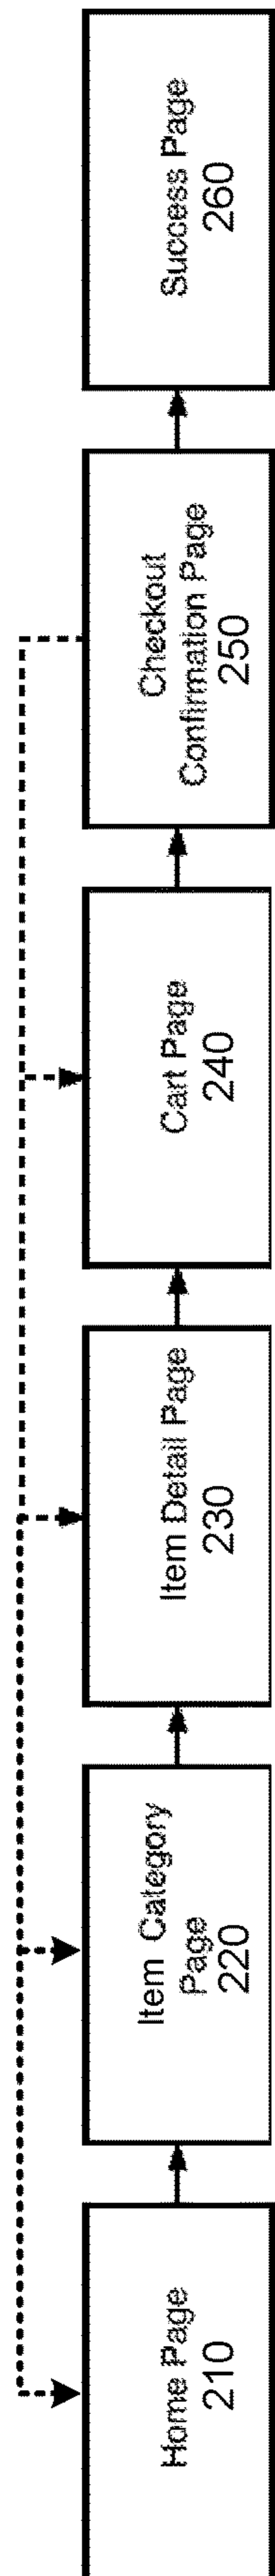 Home Page
210
Item Category
Page
220
Item Detail Page
230
Cart Page
240
Checkout
Confirmation Page
250
Success Page
260